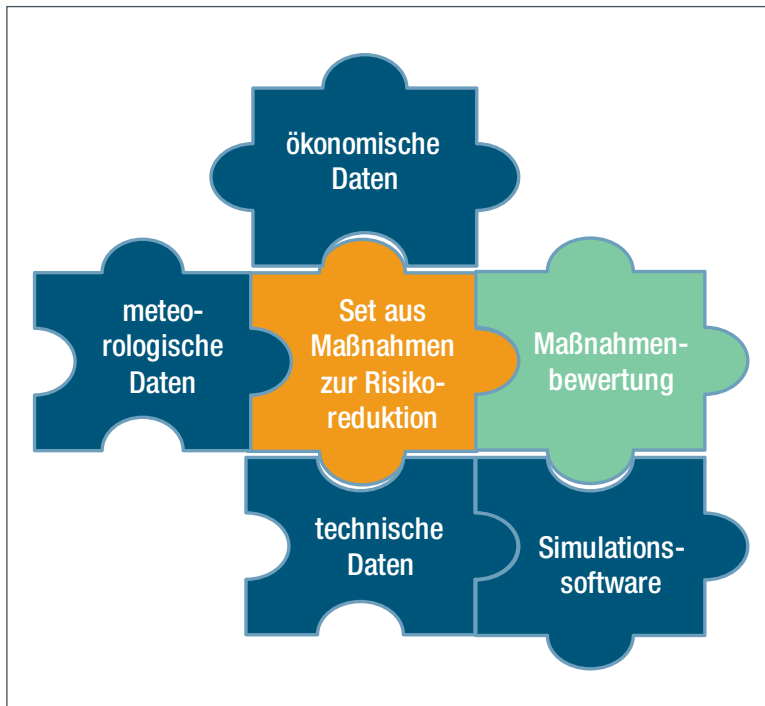 ökonomische
Daten
meteo-
rologische
Daten
Set aus
Maßnahmen
zur Risiko-
reduktion
Maßnahmen-
bewertung
technische
Daten
Simulations-
software